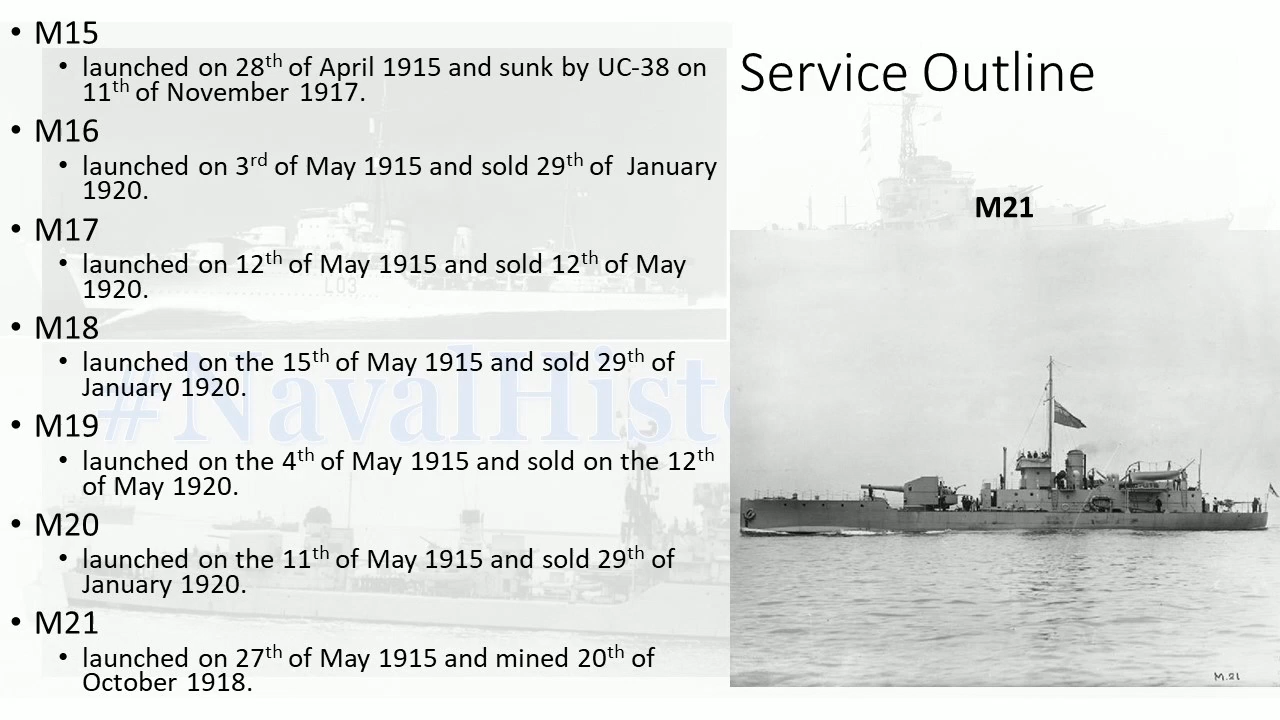 • M15
• launched on 28th of April 1915 and sunk by UC-38 on
11th of November 1917.
• M16
• launched on 3rd of May 1915 and sold 29th of  January
1920.
• M17
• launched on 12th of May 1915 and sold 12th of May
1920.
• M18
• launched on the 15th of May 1915 and sold 29th of
January 1920.
• M19
• launched on the 4th of May 1915 and sold on the 12th
of May 1920.
• M20
• launched on the 11th of May 1915 and sold 29th of
January 1920.
• M21
• launched on 27th of May 1915 and mined 20th of
October 1918.
Service Outline
M21
L03
#NavalHist
M.21